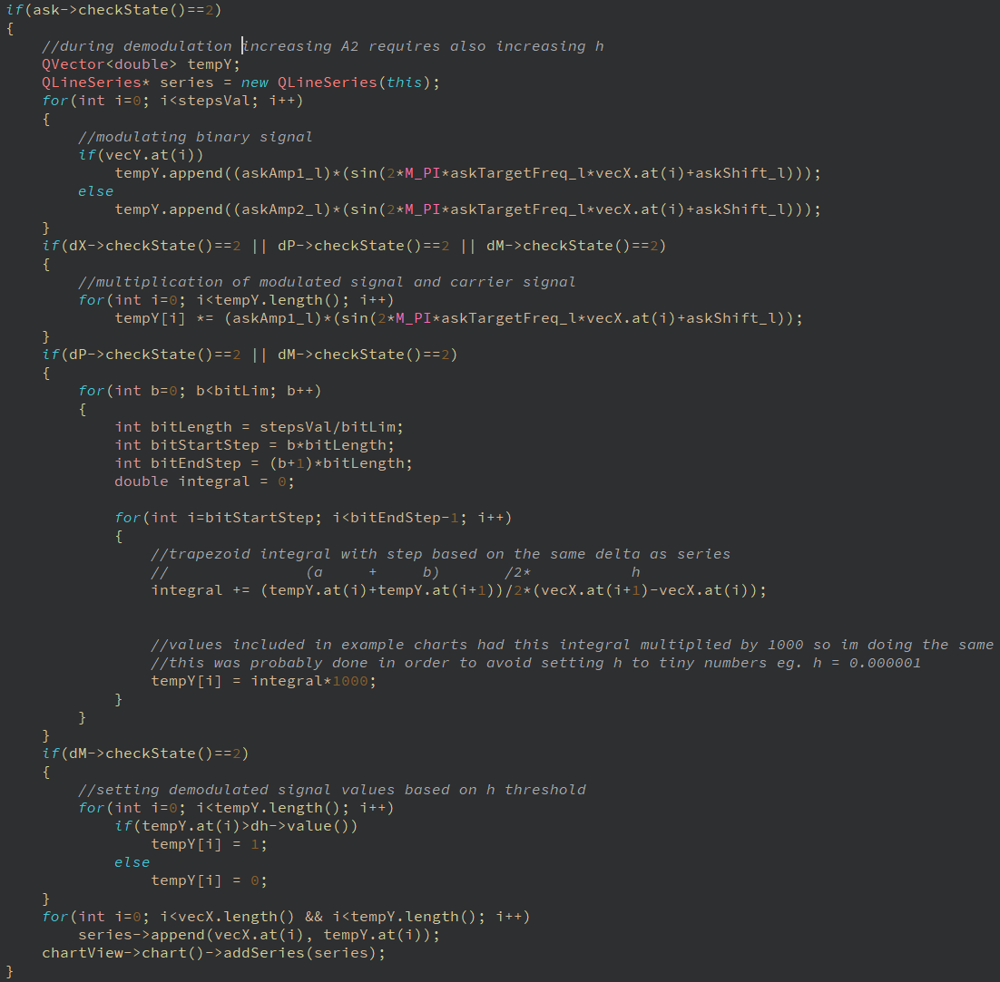 if(ask->checkState()==2)
{
    //during demodulation increasing A2 requires also increasing h
    QVector<double> tempY;
    QLineSeries* series = new QLineSeries(this);
    for(int i=0; i<stepsVal; i++)
    {
        //modulating binary signal
        if(vecY.at(i))
            tempY.append((askAmp1_l)*(sin(2*M_PI*askTargetFreq_l*vecX.at(i)+askShift_l)));
        else
            tempY.append((askAmp2_l)*(sin(2*M_PI*askTargetFreq_l*vecX.at(i)+askShift_l)));
    }
    if(dX->checkState()==2 || dP->checkState()==2 || dM->checkState()==2)
    {
        //multiplication of modulated signal and carrier signal
        for(int i=0; i<tempY.length(); i++)
            tempY[i] *= (askAmp1_l)*(sin(2*M_PI*askTargetFreq_l*vecX.at(i)+askShift_l));
    }
    if(dP->checkState()==2 || dM->checkState()==2)
    {
        for(int b=0; b<bitLim; b++)
        {
            int bitLength = stepsVal/bitLim;
            int bitStartStep = b*bitLength;
            int bitEndStep = (b+1)*bitLength;
            double integral = 0;

            for(int i=bitStartStep; i<bitEndStep-1; i++)
            {
                //trapezoid integral with step based on the same delta as series
                //               (a     +     b)       /2*           h
                integral += (tempY.at(i)+tempY.at(i+1))/2*(vecX.at(i+1)-vecX.at(i));


                //values included in example charts had this integral multiplied by 1000 so im doing the same
                //this was probably done in order to avoid setting h to tiny numbers eg. h = 0.000001
                tempY[i] = integral*1000;
            }
        }
    }
    if(dM->checkState()==2)
    {
        //setting demodulated signal values based on h threshold
        for(int i=0; i<tempY.length(); i++)
            if(tempY.at(i)>dh->value())
                tempY[i] = 1;
            else
                tempY[i] = 0;
    }
    for(int i=0; i<vecX.length() && i<tempY.length(); i++)
        series->append(vecX.at(i), tempY.at(i));
    chartView->chart()->addSeries(series);
}